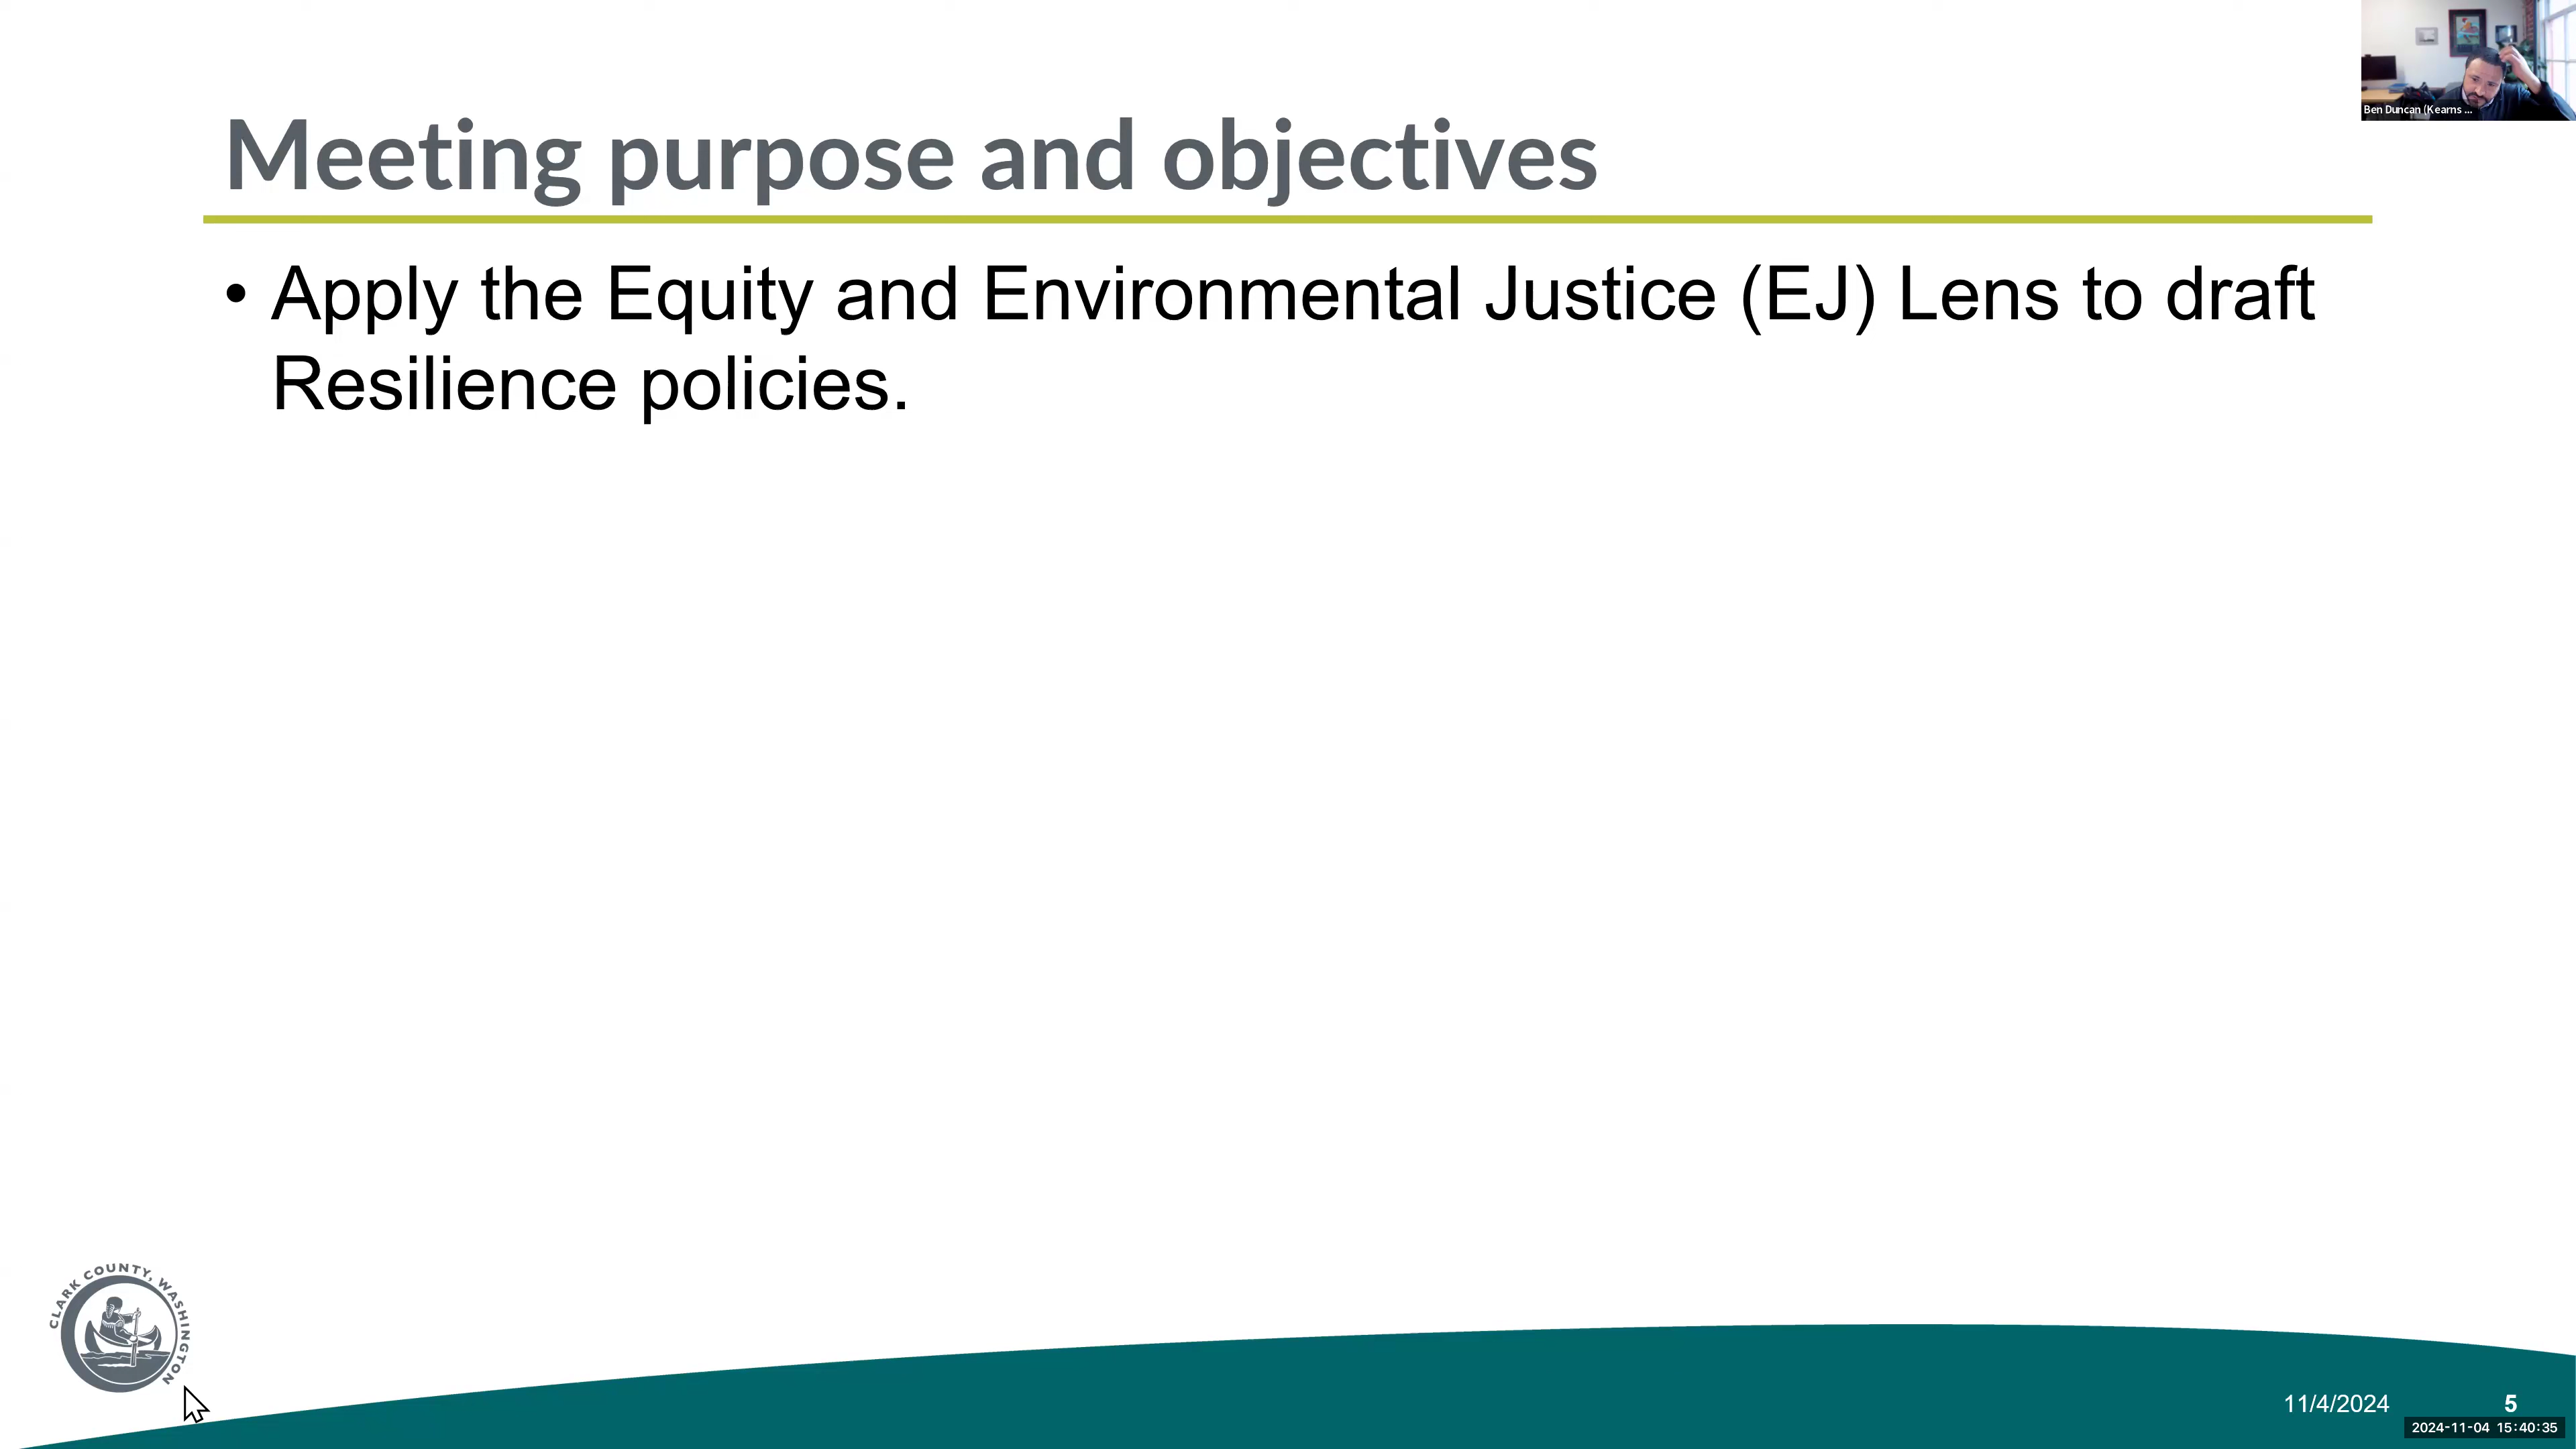 Ben Duncan (Kearns ...
Meeting purpose and objectives
• Apply the Equity and Environmental Justice (EJ) Lens to draft
Resilience policies.
CLARK COUNTY, WASHINGTON
11/4/2024
5
2024-11-04 15:40:35